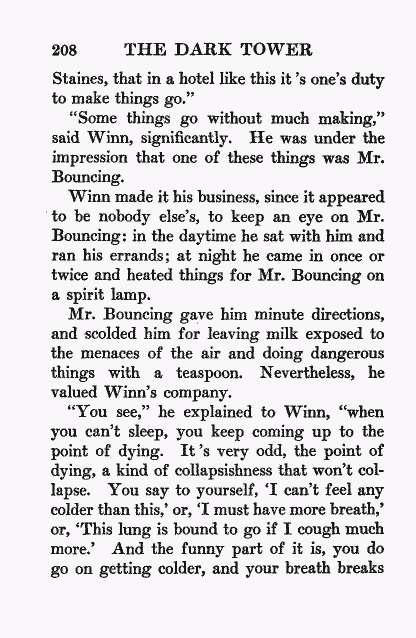 208 THE DARK TOWER
Staines, that in a hotel like this it's one's duty
to make things go.”
“Some things go without much making,”
said Winn, significantly. He was under the
impression that one of these things was Mr.
Bouncing.
Winn made it his business, since it appeared
to be nobody else's, to keep an eye on Mr.
Bouncing: in the daytime he sat with him and
ran his errands; at night he came in once or
twice and heated things for Mr. Bouncing on
a spirit lamp.
Mr. Bouncing gave him minute directions,
and scolded him for leaving milk exposed to
the menaces of the air and doing dangerous
things with a teaspoon. Nevertheless, he
valued Winn's company.
“You see,” he explained to Winn, “when
you can't sleep, you keep coming up to the
point of dying. It's very odd, the point of
dying, a kind of collapsishness that won't col-
lapse. You say to yourself, ‘I can't feel any
colder than this,’ or, ‘I must have more breath,’
or, ‘This lung is bound to go if I cough much
more.’ And the funny part of it is, you do
go on getting colder, and your breath breaks